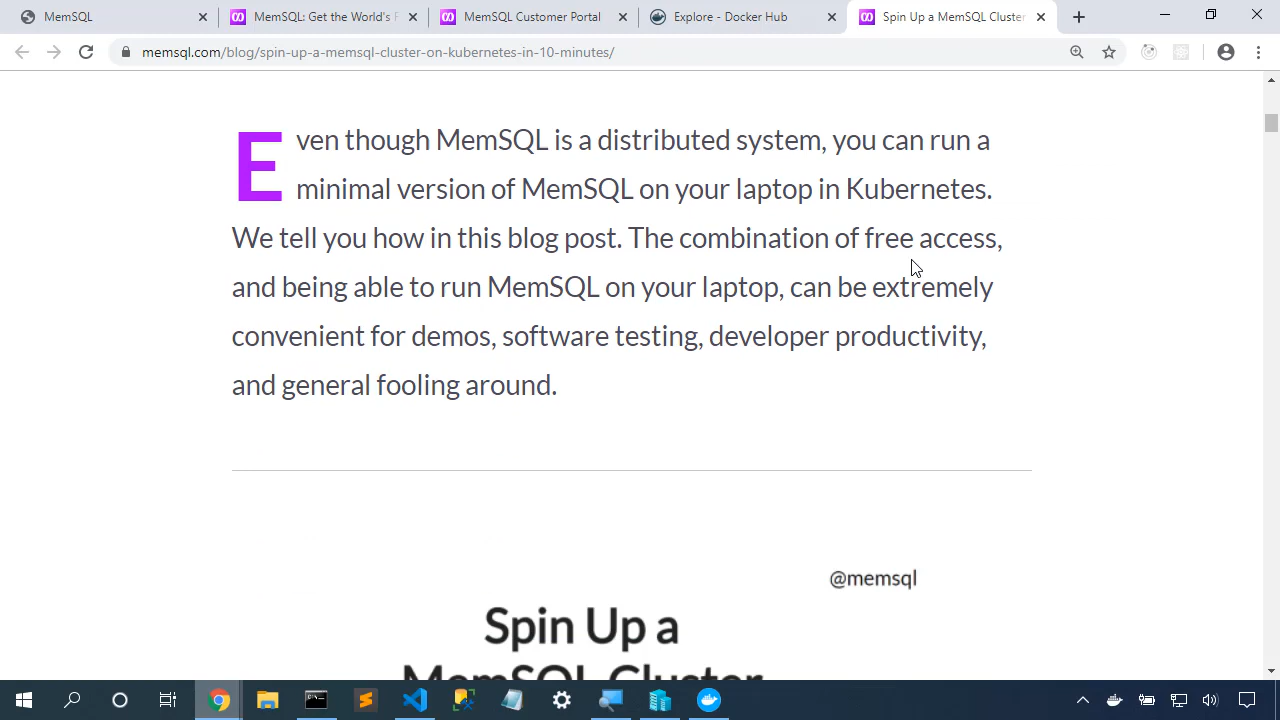 MemSQL
MemSQL: Get the World's F
MemSQL Customer Portal
Explore - Docker Hub
Spin Up a MemSQL Cluster
memsql.com/blog/spin-up-a-memsql-cluster-on-kubernetes-in-10-minutes/
Even though MemSQL is a distributed system, you can run a
minimal version of MemSQL on your laptop in Kubernetes.
We tell you how in this blog post. The combination of free access,
and being able to run MemSQL on your laptop, can be extremely
convenient for demos, software testing, developer productivity,
and general fooling around.
@memsql
Spin Up a
MemSQL Cluster